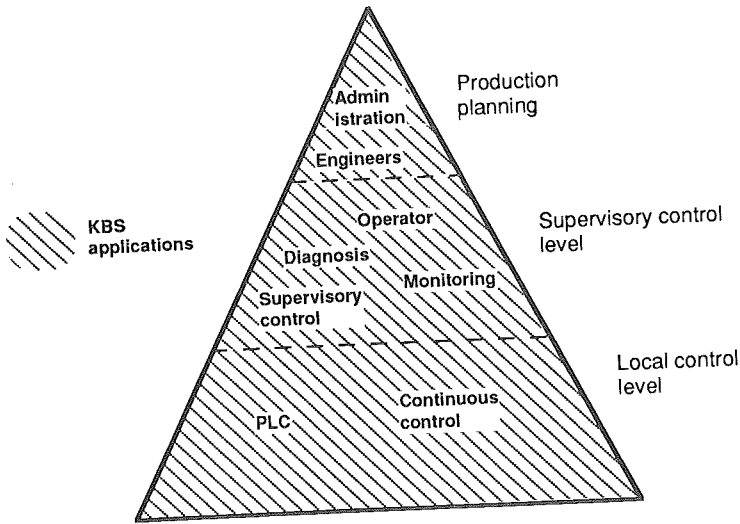 Admin
istration
Engineers
Production
planning
KBS
applications
Operator
Diagnosis
Monitoring
Supervisory
control
Supervisory control
level
PLC
Continuous
control
Local control
level